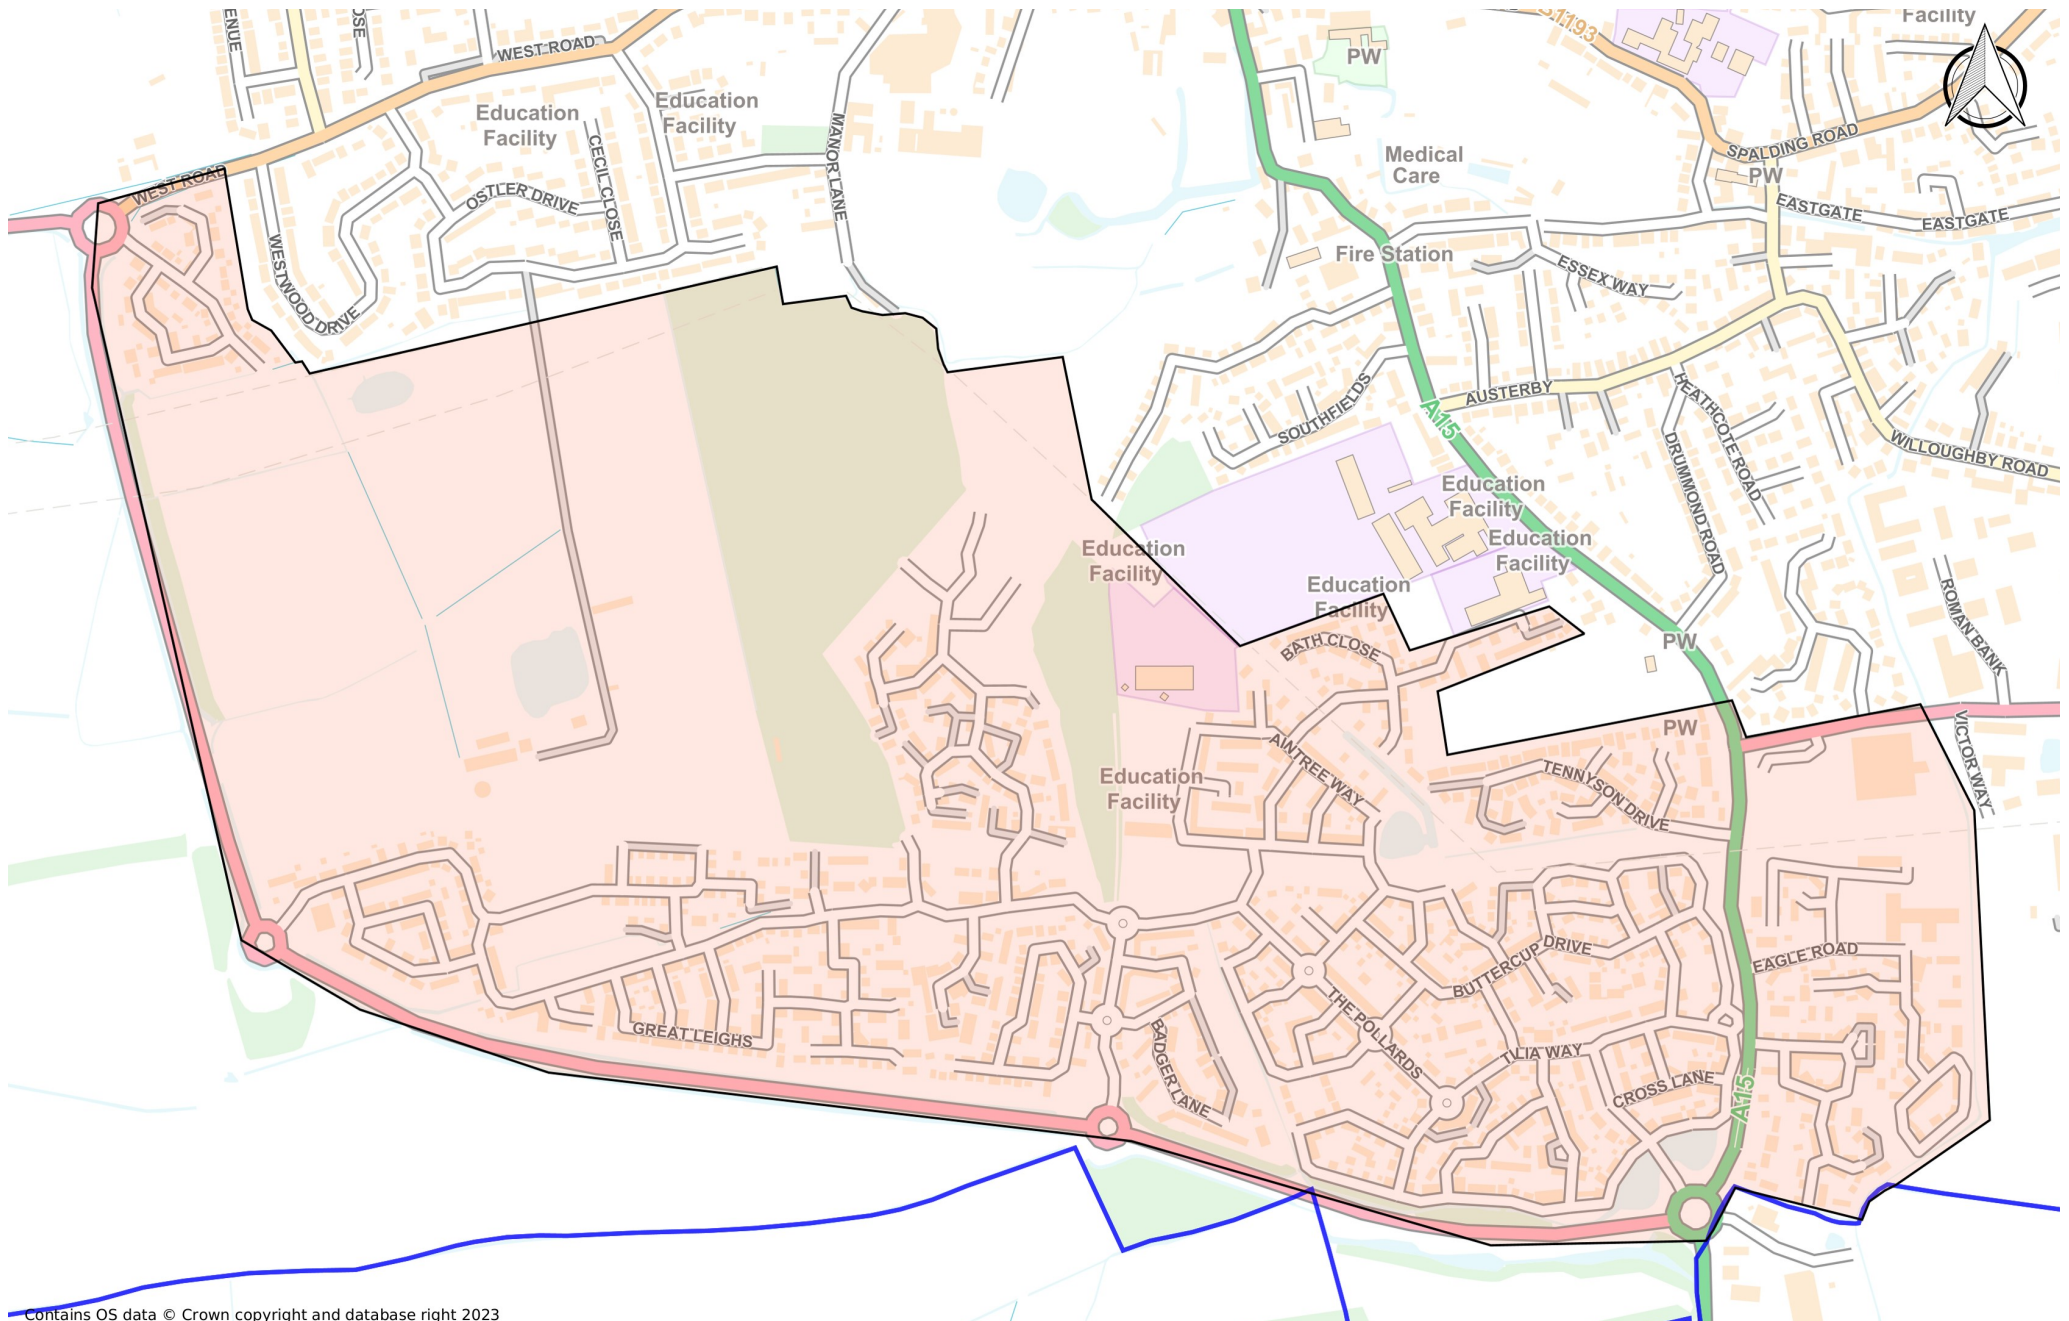 ENUE
OSE
WEST ROAD
B1193
Facility
PW
Education
Facility
Education
Facility
CECIL CLOSE
MANOR LANE
SPALDING ROAD
Medical
Care
PW
WEST ROAD
OSTLER DRIVE
EASTGATE
EASTGATE
WESTWOOD DRIVE
Fire Station
ESSEX WAY
AUSTERBY
SOUTHFIELDS
A15
HEATHCOTE ROAD
DRUMMOND ROAD
WILLOUGHBY ROAD
Education
Facility
Education
Facility
Education
Facility
Education
Facility
ROMAN BANK
BATH CLOSE
PW
PW
VICTOR WAY
AINTREE WAY
TENNYSON DRIVE
Education
Facility
BUTTERCUP DRIVE
EAGLE ROAD
THE POLLARDS
GREAT LEIGHS
BADGER LANE
TILIA WAY
CROSS LANE
A15
Contains OS data © Crown copyright and database right 2023